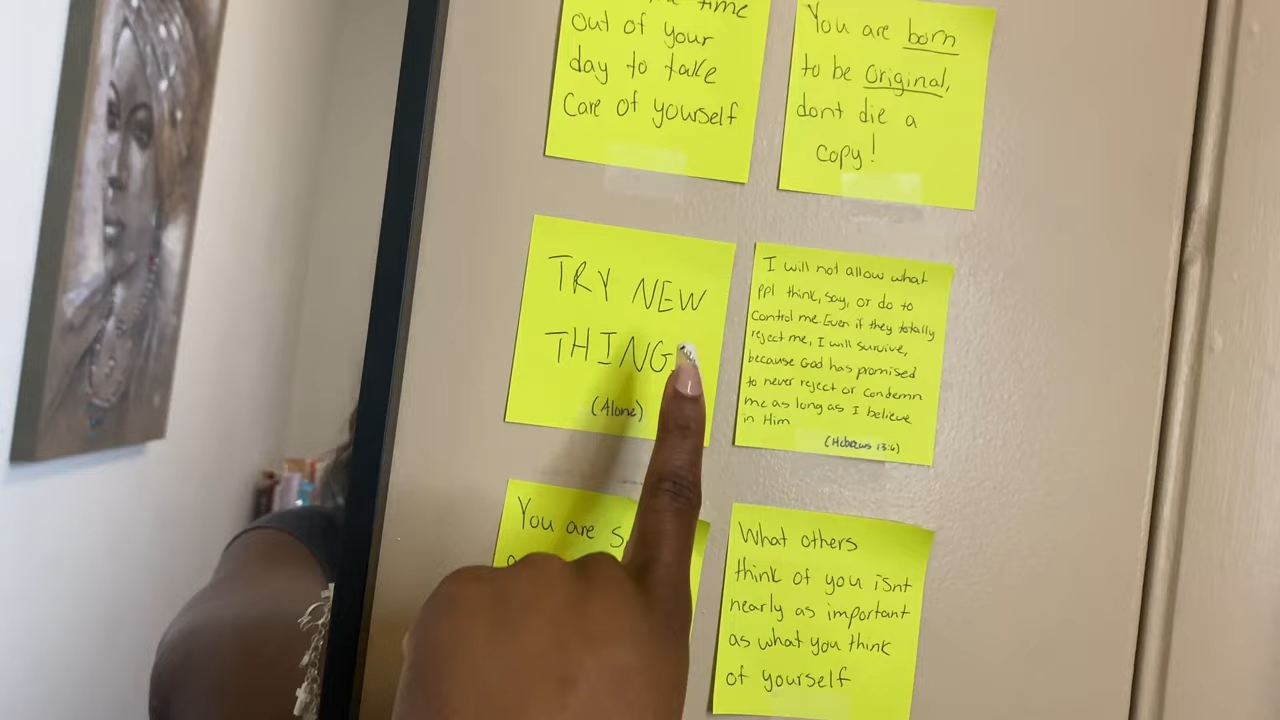 time
out of your
day to take
care of yourself
You are born
to be Original,
dont die a
copy!
TRY NEW
THING
(Alone)
I will not allow what
ppl think, say, or do to
Control me. Even if they totally
reject me, I will survive,
because God has promised
to never reject or condemn
me as long as I believe
in Him
(Hebrews 13:6)
You are
What others
think of you isnt
nearly as important
as what you think
of yourself